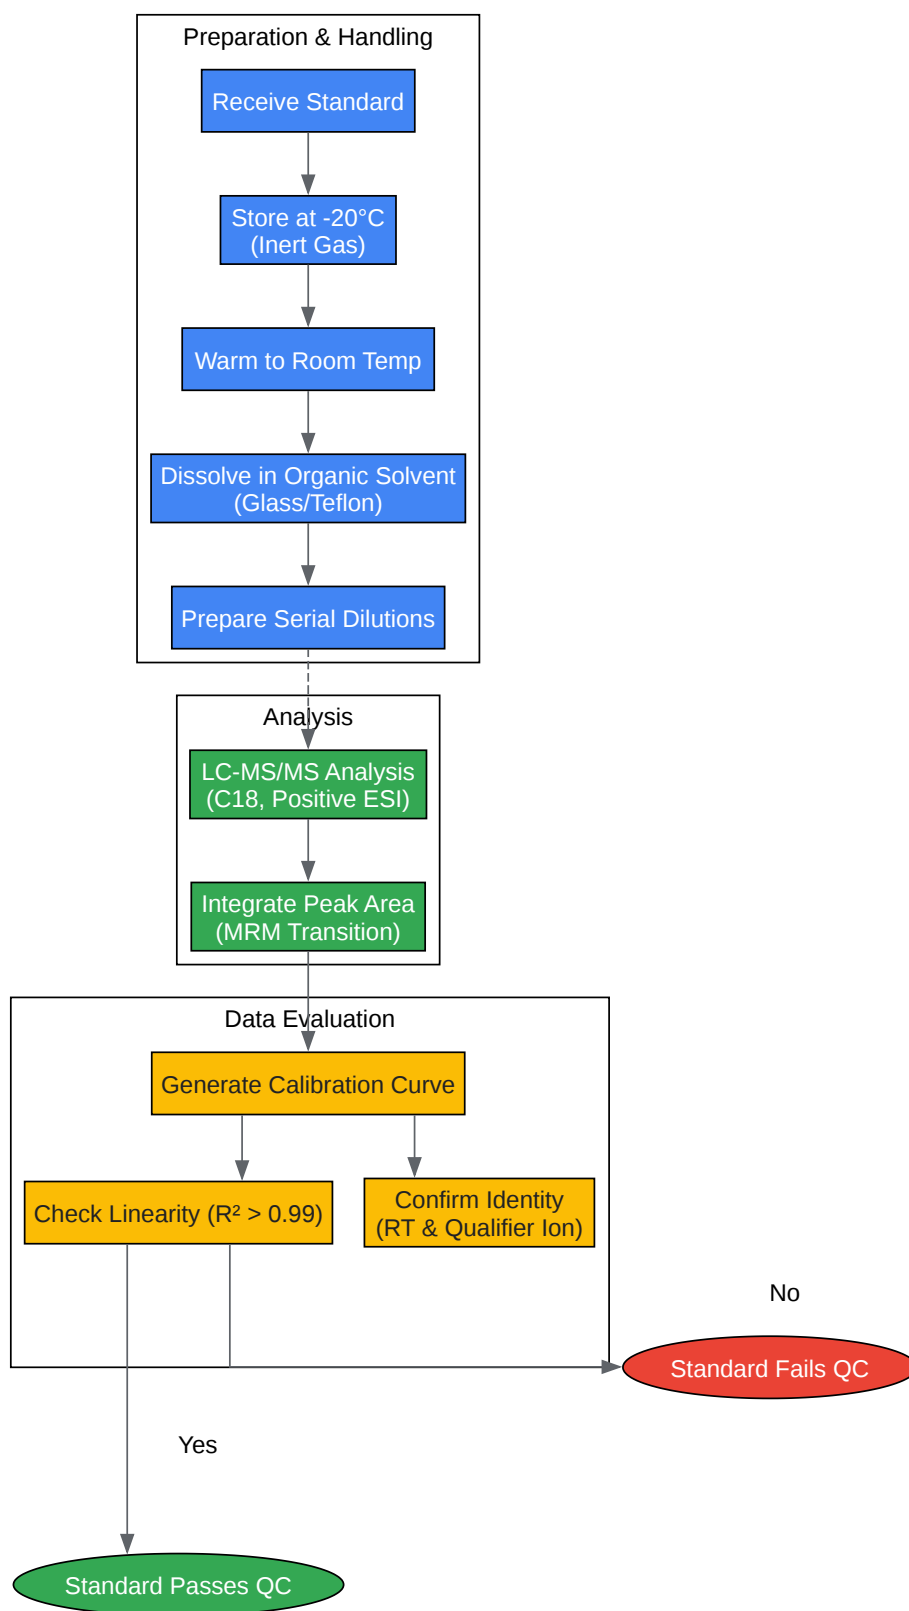 Preparation & Handling
Receive Standard
Store at -20°C
(Inert Gas)
Warm to Room Temp
Dissolve in Organic Solvent
(Glass/Teflon)
Prepare Serial Dilutions
Analysis
LC-MS/MS Analysis
(C18, Positive ESI)
Integrate Peak Area
(MRM Transition)
Data Evaluation
Generate Calibration Curve
Check Linearity (R² > 0.99)
Confirm Identity
(RT & Qualifier Ion)
No
Standard Fails QC
Yes
Standard Passes QC